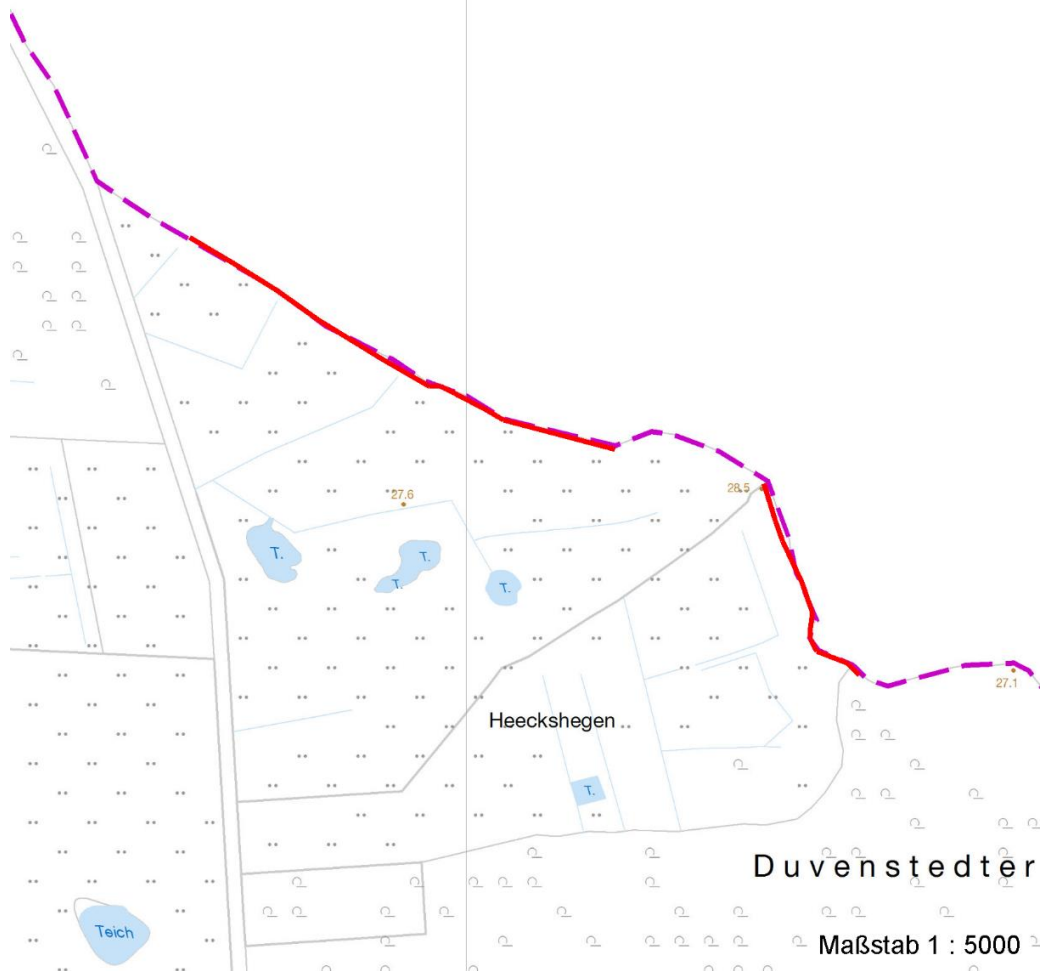 28.5
27.6
T.
T.
T.
T.
27.1
Heeckshegen
T.
Duvenstedter
Teich
Maßstab 1 : 5000